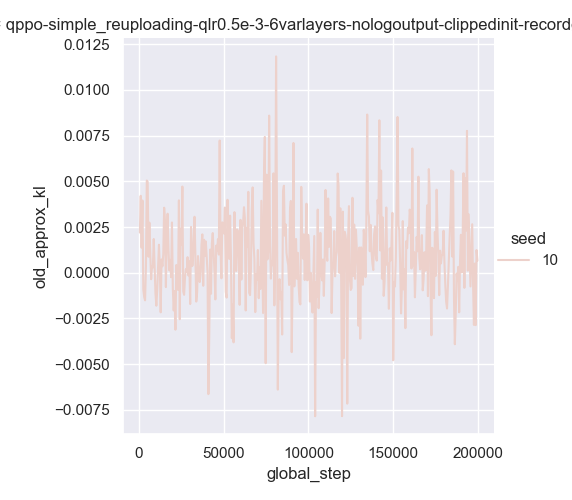 qppo-simple_reuploading-qlr0.5e-3-6varlayers-nologoutput-clippedinit-record
old_approx_kl
0.0125
0.0100
0.0075
0.0050
0.0025
0.0000
−0.0025
−0.0050
−0.0075
0 50000 100000 150000 200000
global_step
seed
10